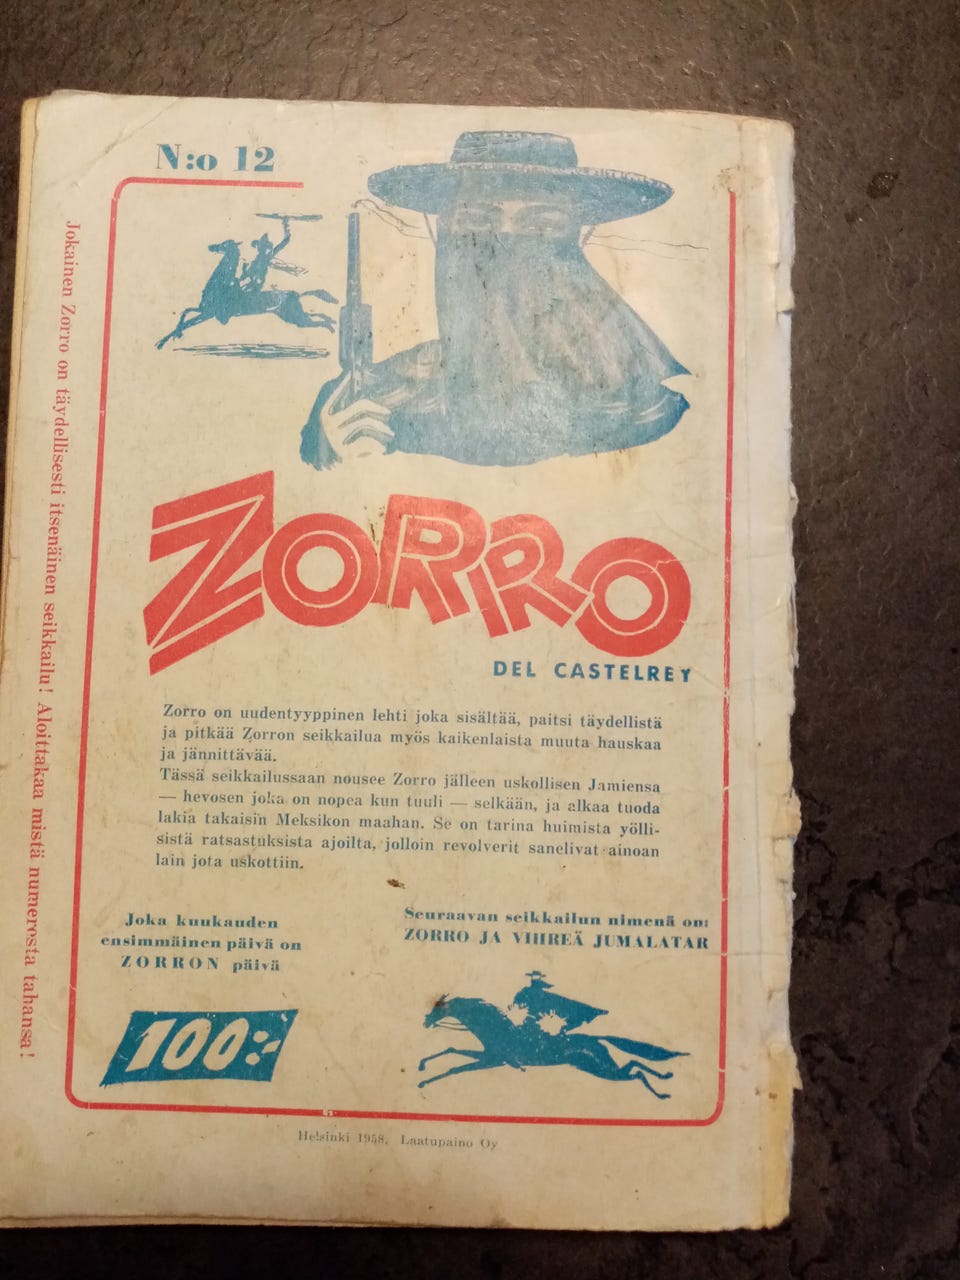 N:o 12
Jokainen Zorro on täydellisesti itsenäinen seikkailu! Aloittakaa mistä numerosta tahansa!
ZORRO
DEL CASTELREY
Zorro on uudentyyppinen lehti joka sisältää, paitsi täydellistä
ja pitkää Zorron seikkailua myös kaikenlaista muuta hauskaa
ja jännittävää.
Tässä seikkailussaan nousee Zorro jälleen uskollisen Jamiensa
— hevosen joka on nopea kun tuuli — selkään, ja alkaa tuoda
lakia takaisin Meksikon maahan. Se on tarina huimista yölli-
sistä ratsastuksista ajoilta, jolloin revolverit sanelivat ainoan
lain jota uskottiin.
Joka kuukauden
ensimmäinen päivä on
ZORRON päivä
100:-
Seuraavan seikkailun nimenä on:
ZORRO JA VIHREÄ JUMALATAR
Helsinki 1958. Laatupaino Oy